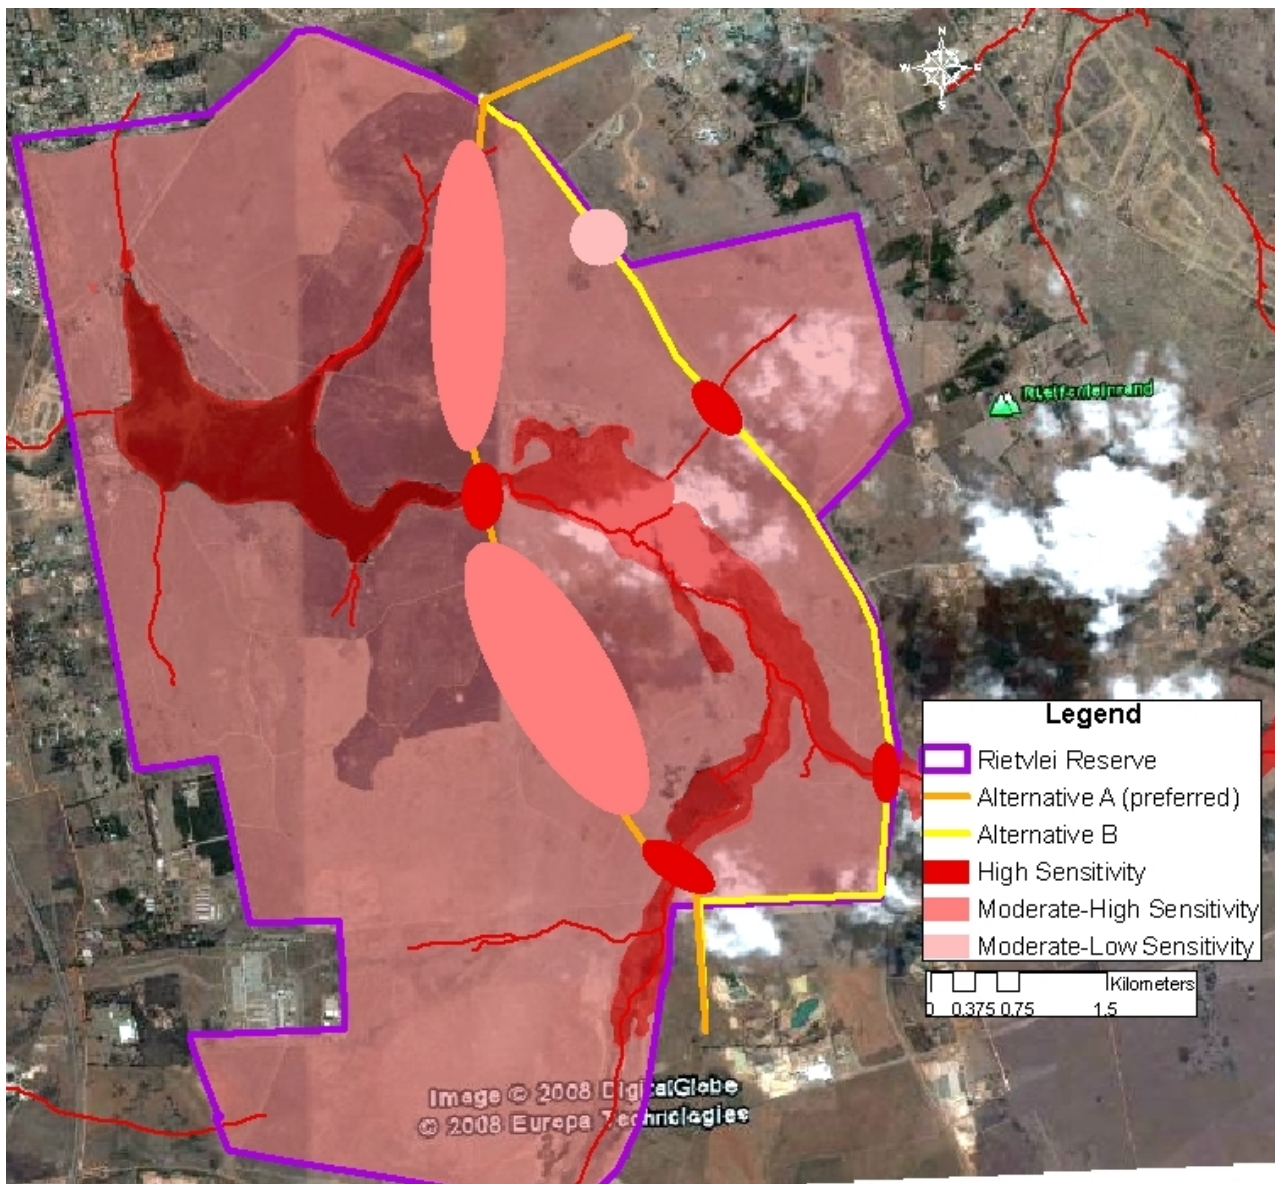 N
W
E
S
Rietfonteinrand
Legend
Rietvlei Reserve
Alternative A (preferred)
Alternative B
High Sensitivity
Moderate-High Sensitivity
Moderate-Low Sensitivity
Kilometers
0 0.375 0.75 1.5
Image © 2008 DigitalGlobe
© 2008 Europa Technologies